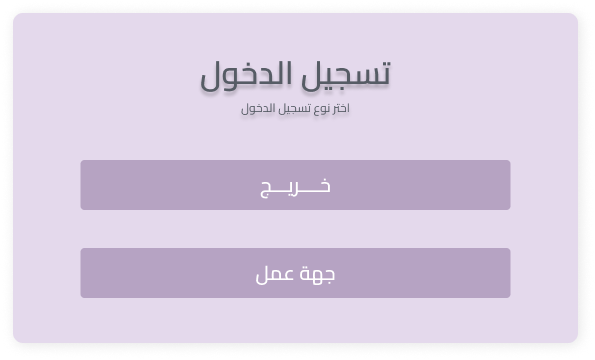 تسجيل الدخول
اختر نوع تسجيل الدخول
خـــريـــج
جهة عمل